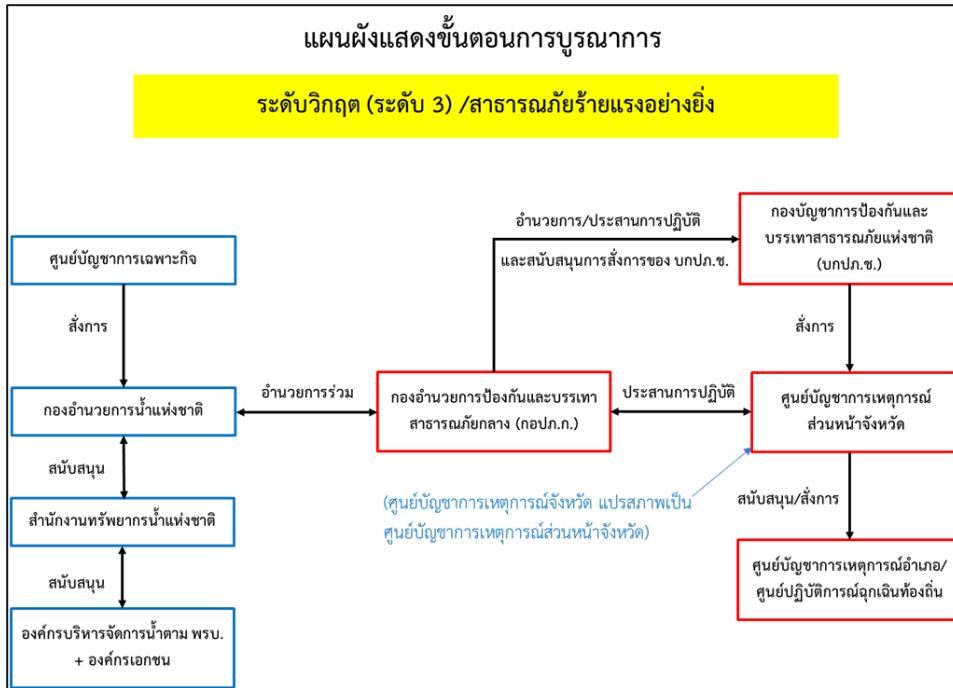 แผนผังแสดงขั้นตอนการบูรณาการ
ระดับวิกฤต (ระดับ 3) /สาธารณภัยร้ายแรงอย่างยิ่ง
ศูนย์บัญชาการเฉพาะกิจ
สั่งการ
กองอำนวยการน้ำแห่งชาติ
สนับสนุน
สำนักงานทรัพยากรน้ำแห่งชาติ
สนับสนุน
องค์กรบริหารจัดการน้ำตาม พรบ.
+ องค์กรเอกชน
อำนวยการร่วม
กองอำนวยการป้องกันและบรรเทา
สาธารณภัยกลาง (กอปภ.ก.)
อำนวยการ/ประสานการปฏิบัติ
และสนับสนุนการสั่งการของ บกปภ.ช.
ประสานการปฏิบัติ
(ศูนย์บัญชาการเหตุการณ์จังหวัด แปรสภาพเป็น
ศูนย์บัญชาการเหตุการณ์ส่วนหน้าจังหวัด)
กองบัญชาการป้องกันและ
บรรเทาสาธารณภัยแห่งชาติ
(บกปภ.ช.)
สั่งการ
ศูนย์บัญชาการเหตุการณ์
ส่วนหน้าจังหวัด
สนับสนุน/สั่งการ
ศูนย์บัญชาการเหตุการณ์อำเภอ/
ศูนย์ปฏิบัติการฉุกเฉินท้องถิ่น